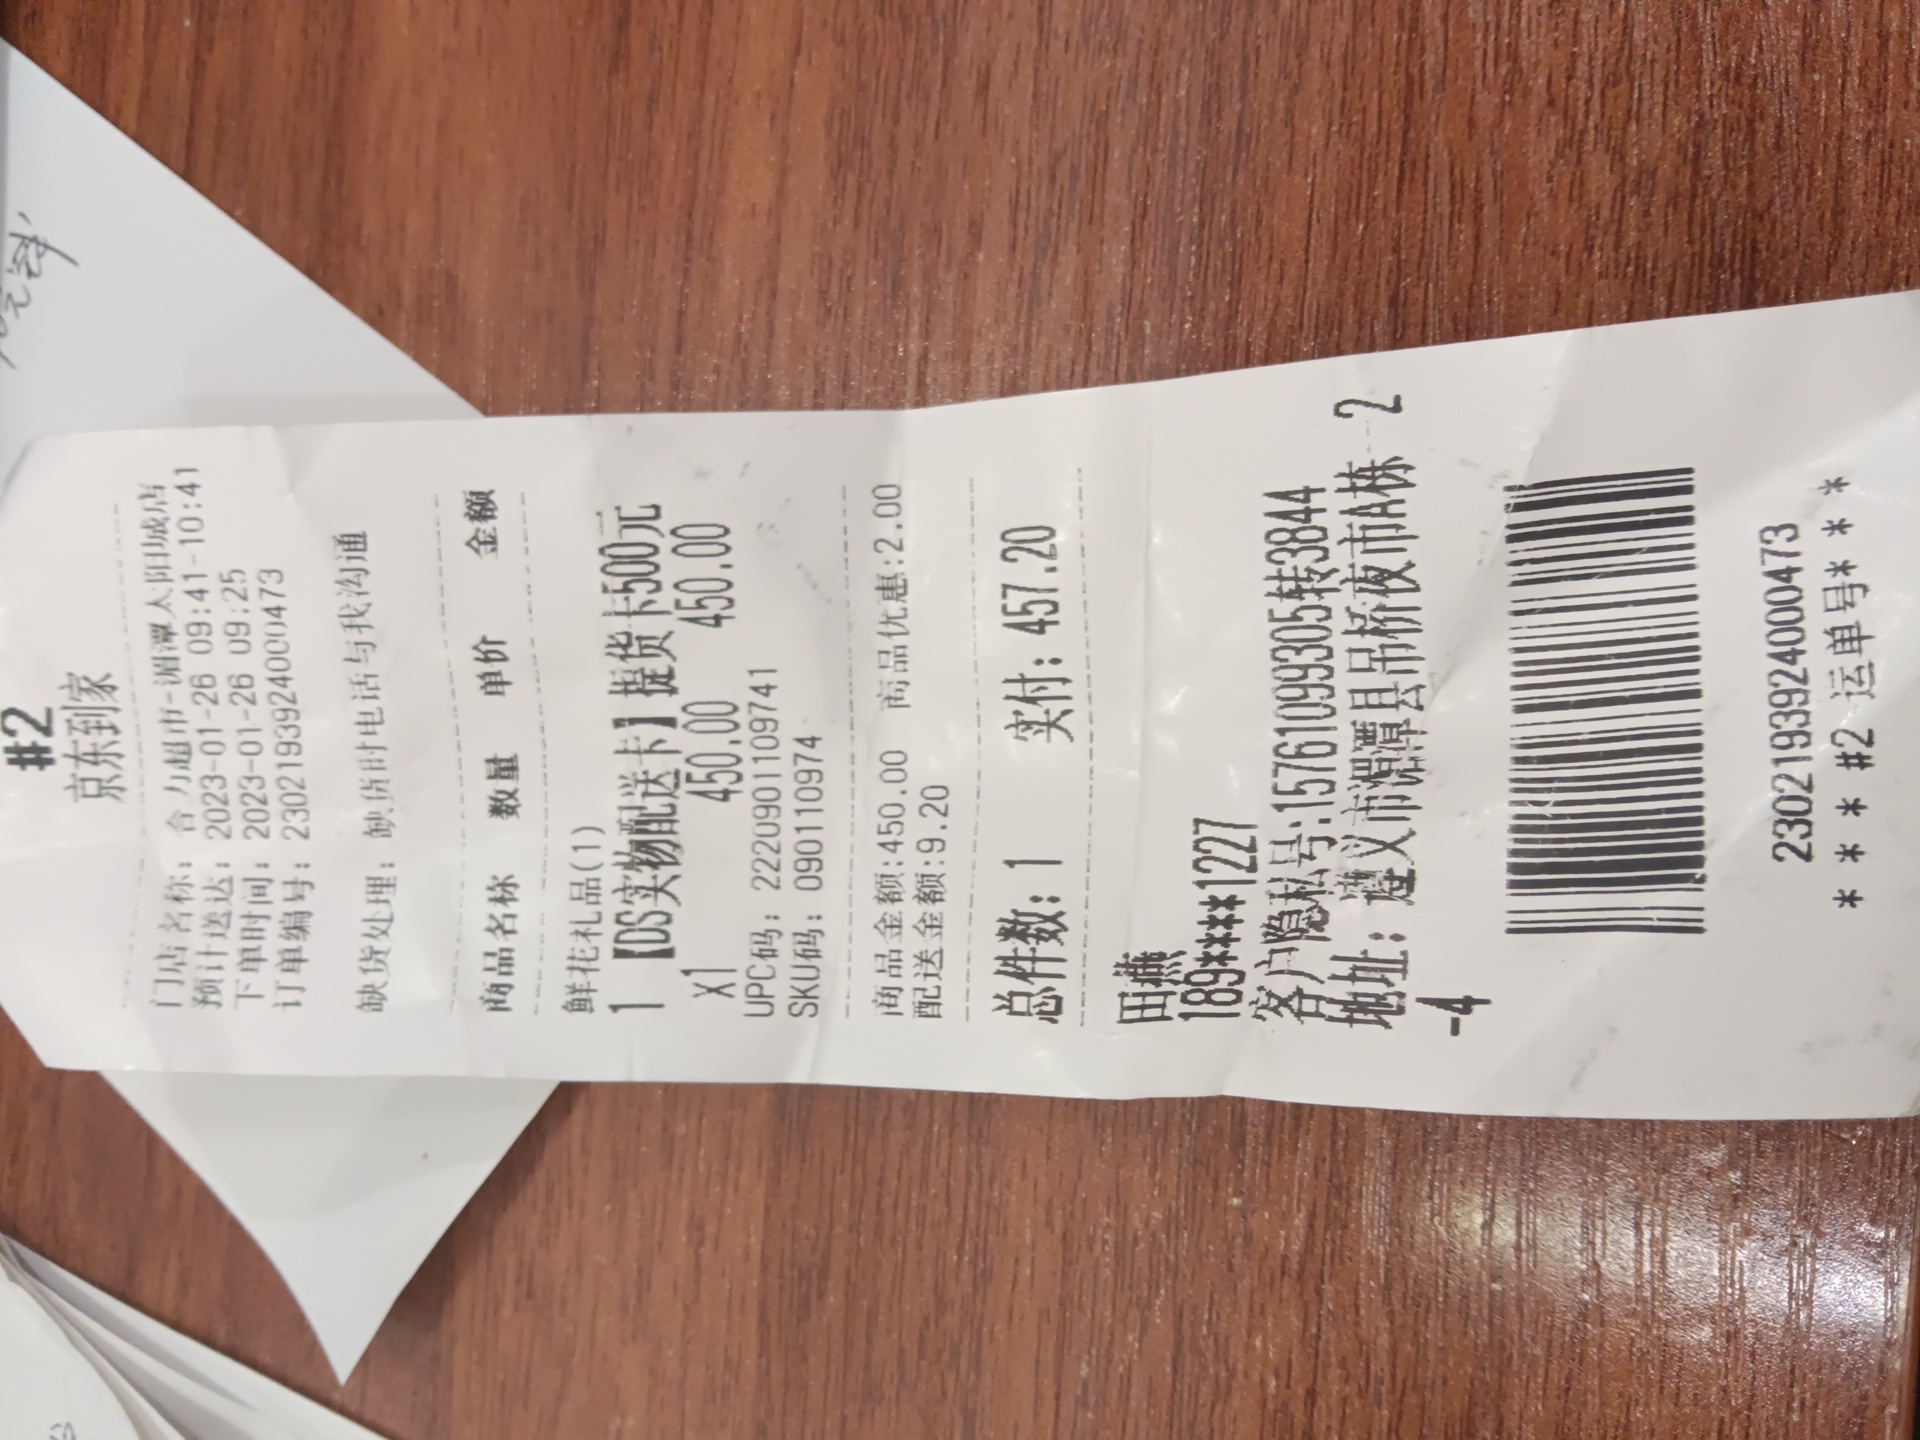 #2
京东到家
门店名称：合力超市-湄潭人阳城店
预计送达：2023-01-26 09:41-10:41
下单时间：2023-01-26 09:25
订单编号：2302193924000473
缺货处理：缺货时电话与我沟通
商品名称 数量 单价 金额
鲜花礼品(1)
1 【DS实物配送卡】提货卡500元
x1 450.00 450.00
UPC码：2220901109741
SKU码：090110974
商品金额:450.00 商品优惠:2.00
配送金额:9.20
总件数：1 实付：457.20
田燕
189****1227
客户隐私号:15761099305转3844
地址：遵义市湄潭县吊桥夜市A栋 2
-4
2302193924000473
* * * #2 运单号* * *